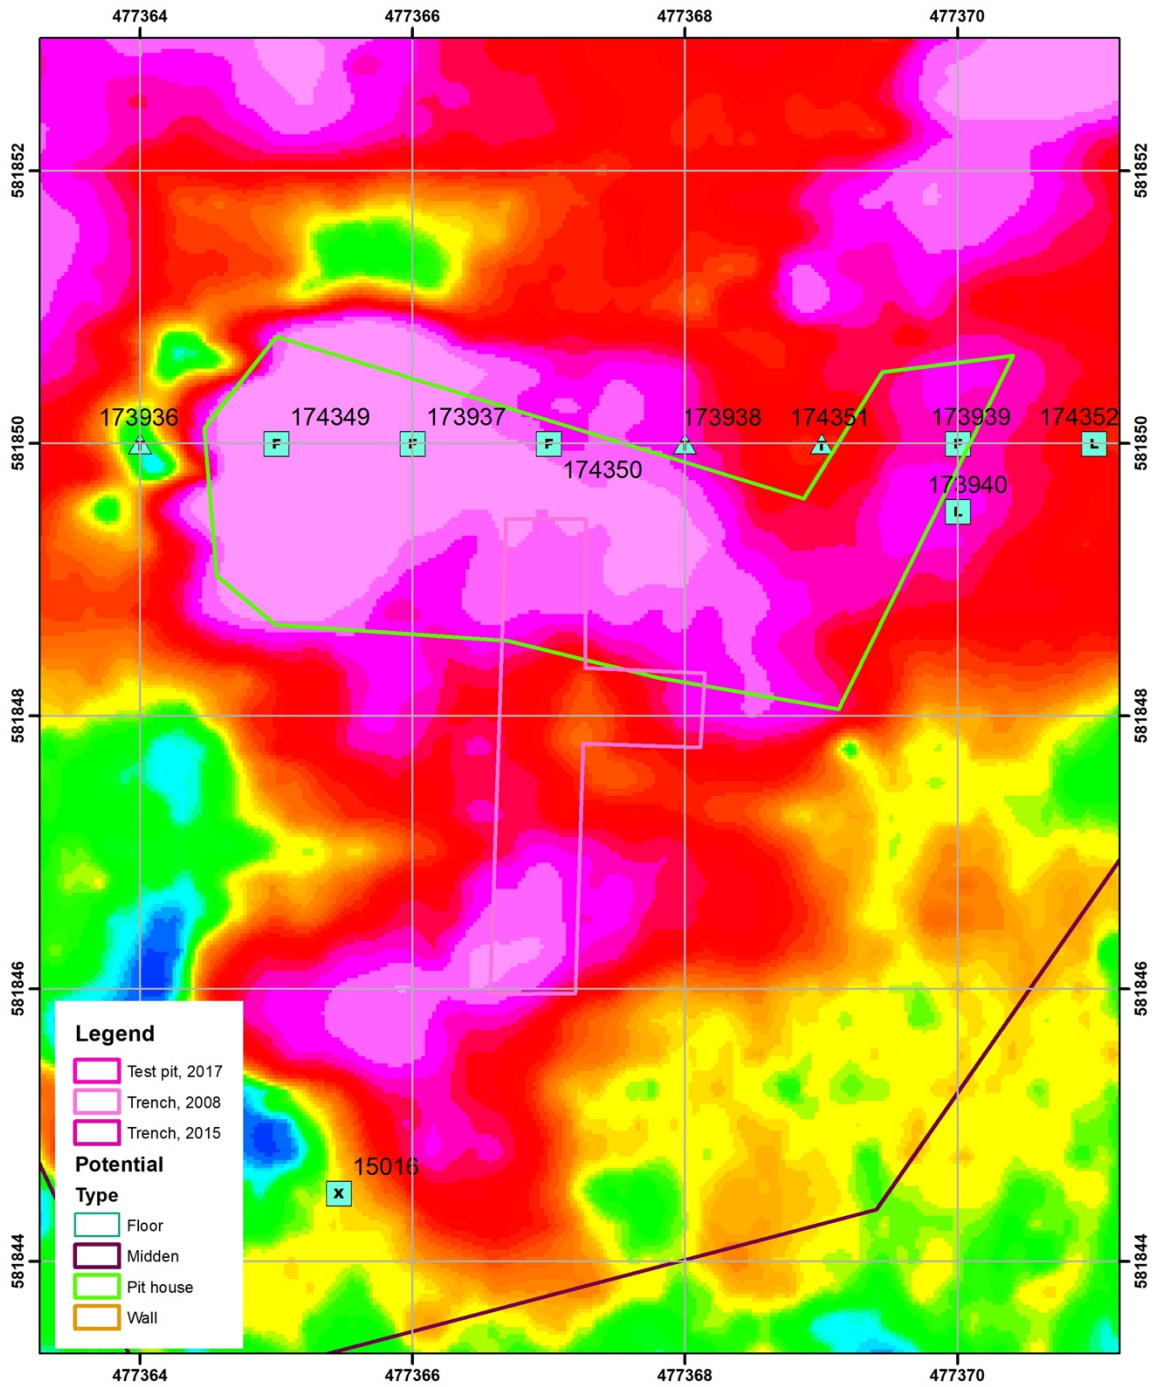 477364 477366 477368 477370
581852 581852
173936 174349 173937 173938 174351 173939 174352
581850 F F F T L 581850
174350
173940
L
581848 581848
581846 581846
Legend
Test pit, 2017
Trench, 2008
Trench, 2015
Potential
Type
Floor
Midden
Pit house
Wall
15016
X
581844 581844
477364 477366 477368 477370